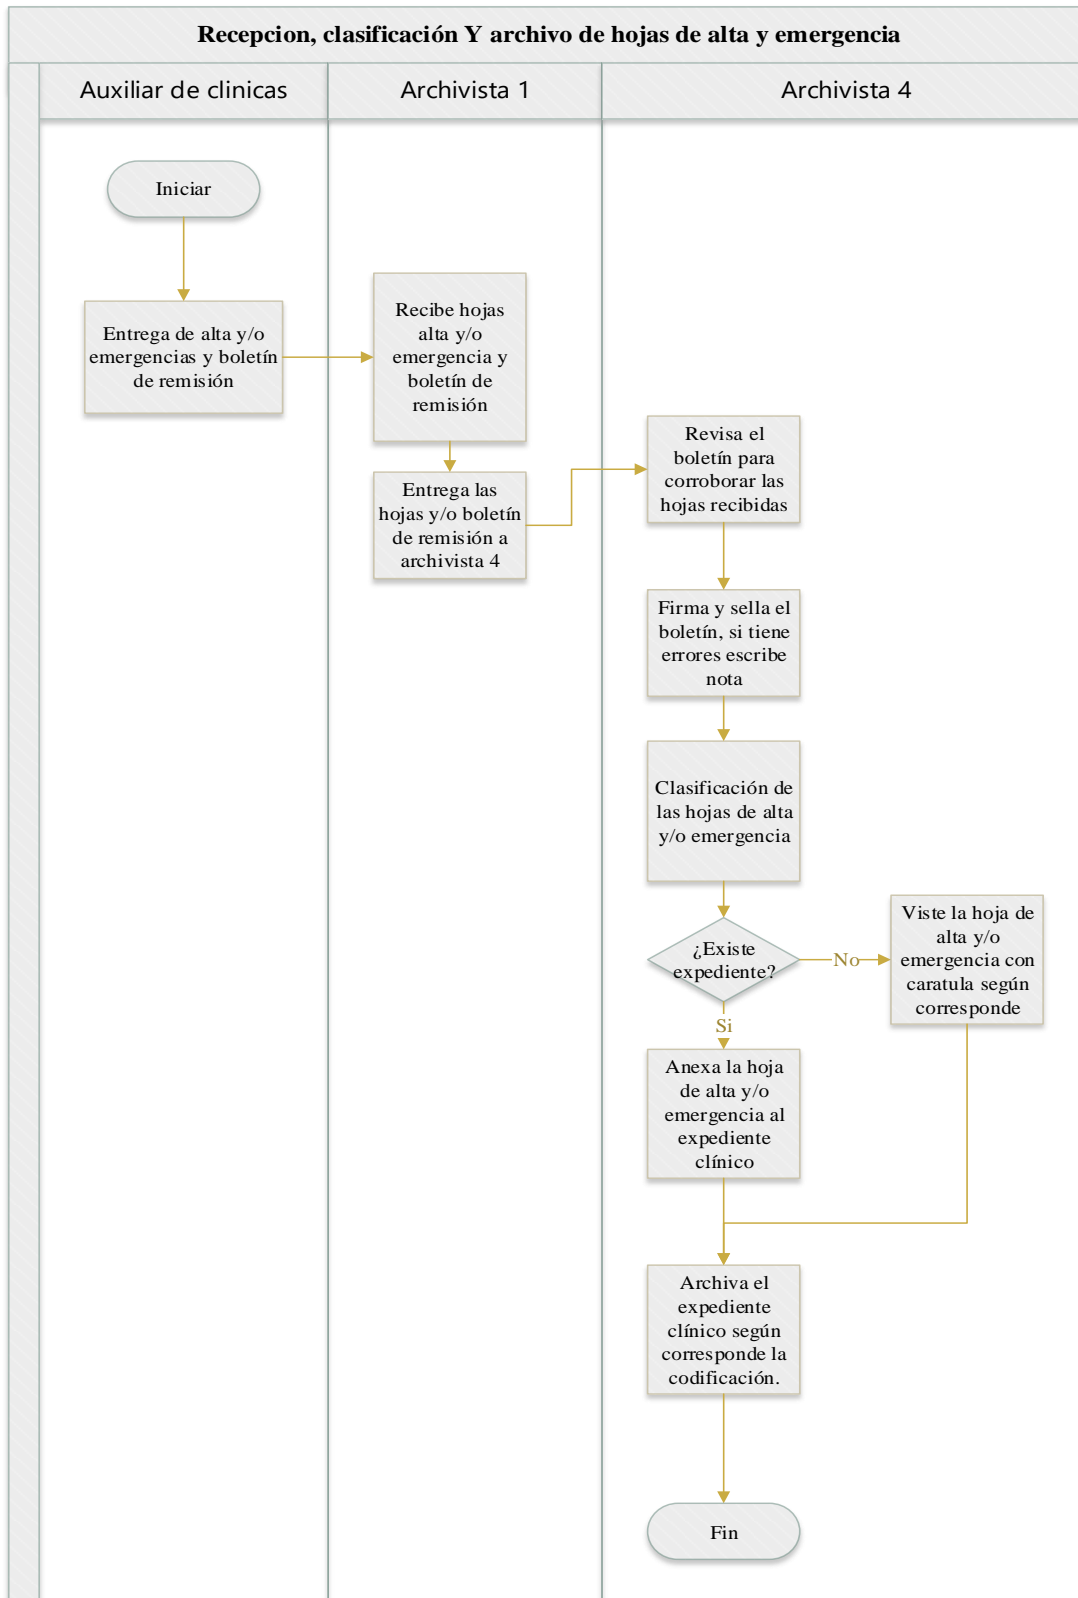 Recepcion, clasificación Y archivo de hojas de alta y emergencia
Auxiliar de clinicas
Archivista 1
Archivista 4
Iniciar
Entrega de alta y/o
emergencias y boletín
de remisión
Recibe hojas
alta y/o
emergencia y
boletín de
remisión
Entrega las
hojas y/o boletín
de remisión a
archivista 4
Revisa el
boletín para
corroborar las
hojas recibidas
Firma y sella el
boletín, si tiene
errores escribe
nota
Clasificación de
las hojas de alta
y/o emergencia
¿Existe
expediente?
No
Viste la hoja de
alta y/o
emergencia con
caratula según
corresponde
Si
Anexa la hoja
de alta y/o
emergencia al
expediente
clínico
Archiva el
expediente
clínico según
corresponde la
codificación.
Fin